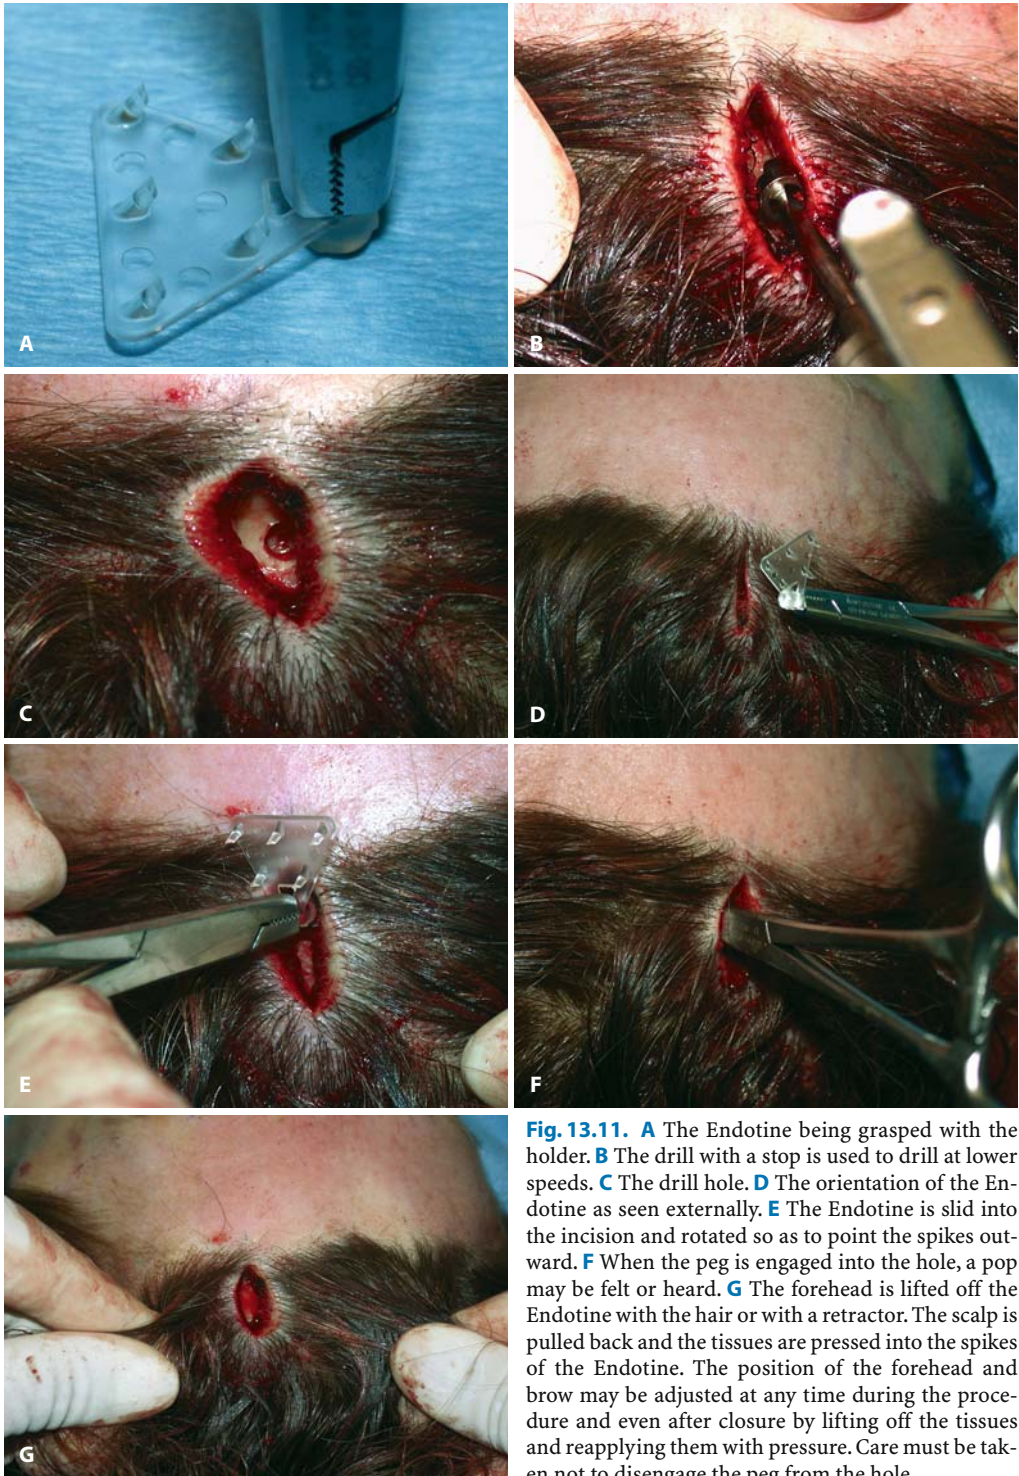 A
B
C
D
E
F
G
Fig. 13.11. A The Endotine being grasped with the
holder. B The drill with a stop is used to drill at lower
speeds. C The drill hole. D The orientation of the En-
dotine as seen externally. E The Endotine is slid into
the incision and rotated so as to point the spikes out-
ward. F When the peg is engaged into the hole, a pop
may be felt or heard. G The forehead is lifted off the
Endotine with the hair or with a retractor. The scalp is
pulled back and the tissues are pressed into the spikes
of the Endotine. The position of the forehead and
brow may be adjusted at any time during the proce-
dure and even after closure by lifting off the tissues
and reapplying them with pressure. Care must be tak-
en not to disengage the peg from the hole